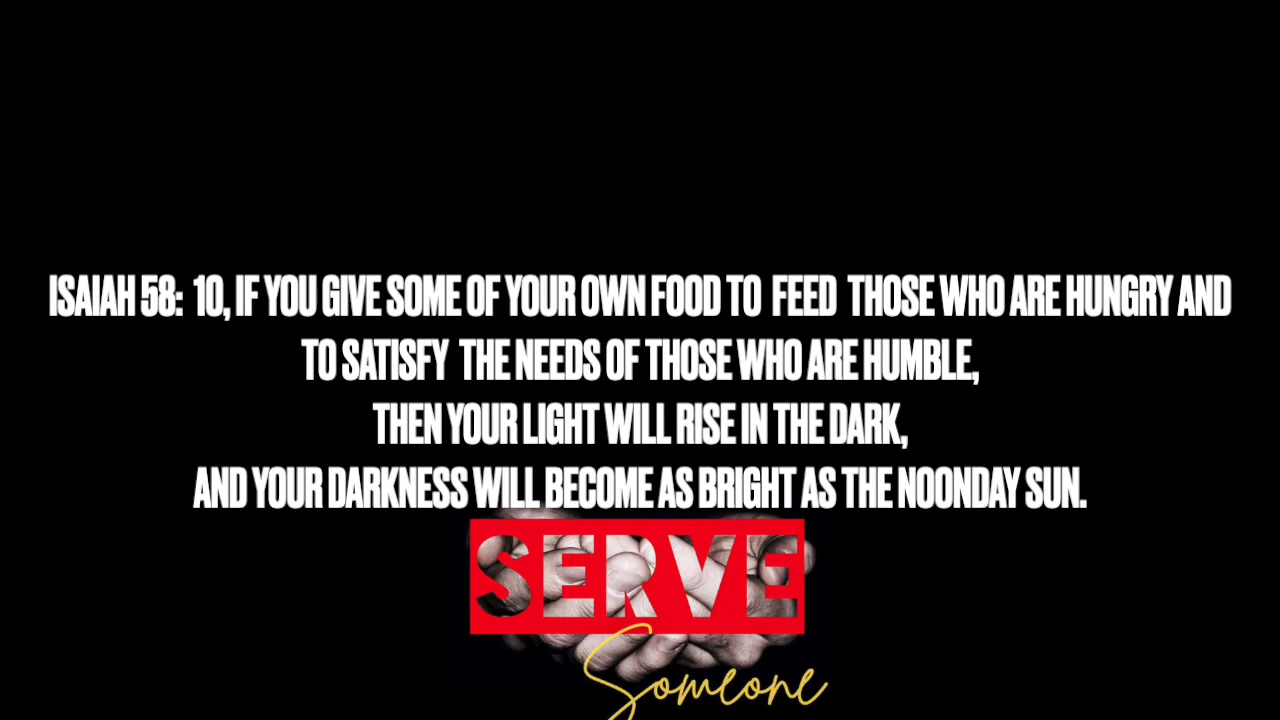 ISAIAH 58: 10, IF YOU GIVE SOME OF YOUR OWN FOOD TO FEED THOSE WHO ARE HUNGRY AND
TO SATISFY THE NEEDS OF THOSE WHO ARE HUMBLE,
THEN YOUR LIGHT WILL RISE IN THE DARK,
AND YOUR DARKNESS WILL BECOME AS BRIGHT AS THE NOONDAY SUN.
SERVE
Someone